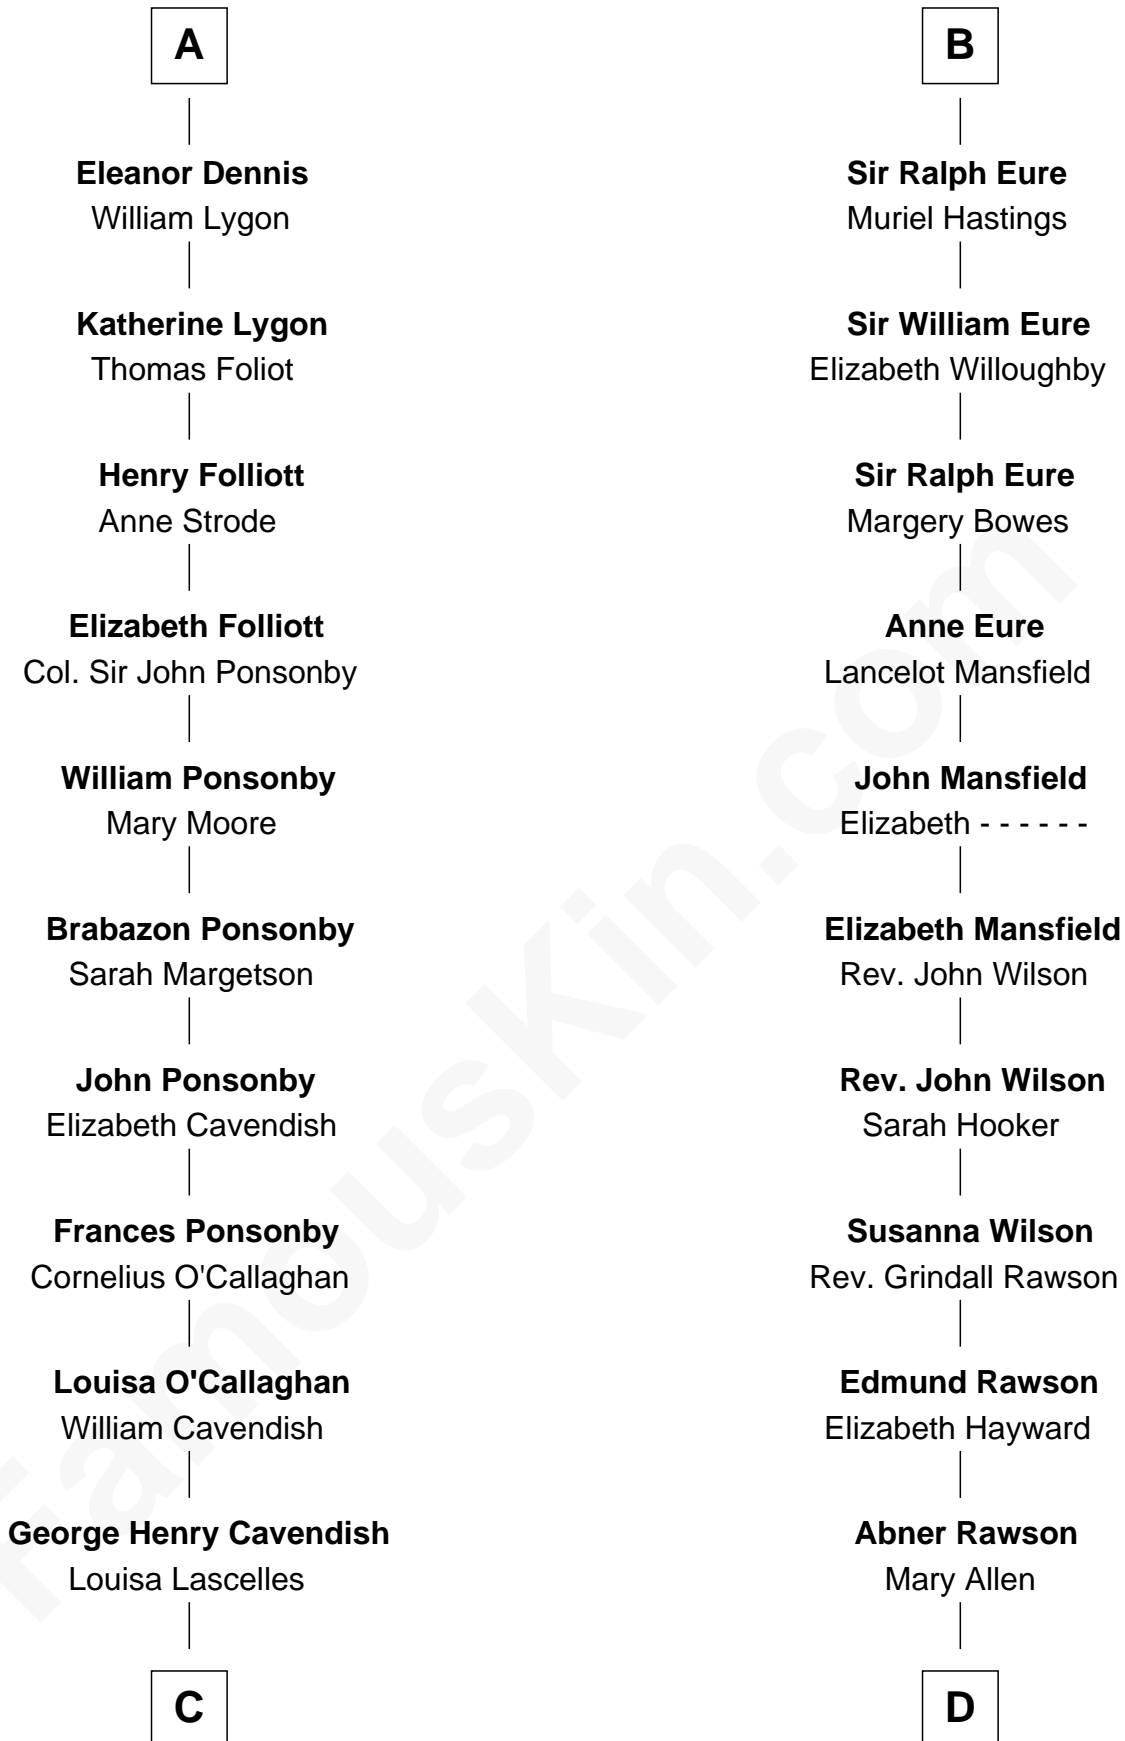 A
Eleanor Dennis
William Lygon
Katherine Lygon
Thomas Foliot
Henry Folliott
Anne Strode
Elizabeth Folliott
Col. Sir John Ponsonby
William Ponsonby
Mary Moore
Brabazon Ponsonby
Sarah Margetson
John Ponsonby
Elizabeth Cavendish
Frances Ponsonby
Cornelius O'Callaghan
Louisa O'Callaghan
William Cavendish
George Henry Cavendish
Louisa Lascelles
C
B
Sir Ralph Eure
Muriel Hastings
Sir William Eure
Elizabeth Willoughby
Sir Ralph Eure
Margery Bowes
Anne Eure
Lancelot Mansfield
John Mansfield
Elizabeth - - - - - -
Elizabeth Mansfield
Rev. John Wilson
Rev. John Wilson
Sarah Hooker
Susanna Wilson
Rev. Grindall Rawson
Edmund Rawson
Elizabeth Hayward
Abner Rawson
Mary Allen
D
FamousKin.com